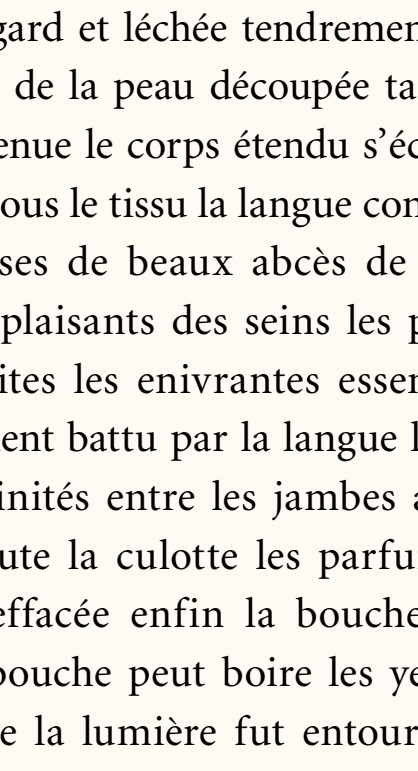 gard et léchée tendremen
de la peau découpée ta
enue le corps étendu s’éc
ous le tissu la langue con
ses de beaux abcès de
plaisants des seins les p
ites les enivrantes essen
ent battu par la langue l
inités entre les jambes a
ute la culotte les parfu
effacée enfin la bouche
bouche peut boire les ye
e la lumière fut entour